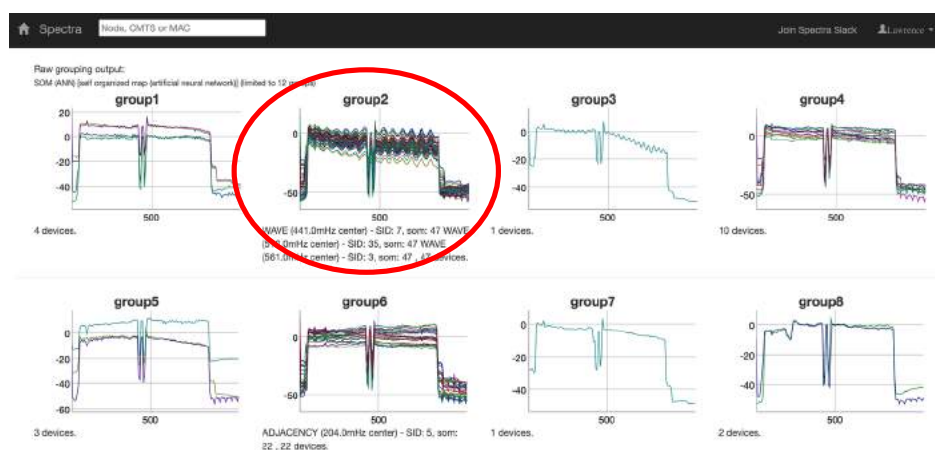 Spectra Node, CMTS or MAC Join Spectra Slack Lawrence
Raw grouping output:
SOM (ANN) [self organized map (artificial neural network)] (limited to 12 groups)
group1 group2 group3 group4
20
0
-20
-40
500
0
-50
500
0
-20
-40
500
0
-50
500
4 devices.
WAVE (441.0mHz center) - SID: 7, som: 47 WAVE
mHz center) - SID: 35, som: 47 WAVE
(561.0mHz center) - SID: 3, som: 47 , 47 devices.
1 devices.
10 devices.
group5 group6 group7 group8
0
-20
-40
-60
500
0
-50
500
0
-20
-40
500
0
-20
-40
500
3 devices.
ADJACENCY (204.0mHz center) - SID: 5, som:
22 , 22 devices.
1 devices.
2 devices.